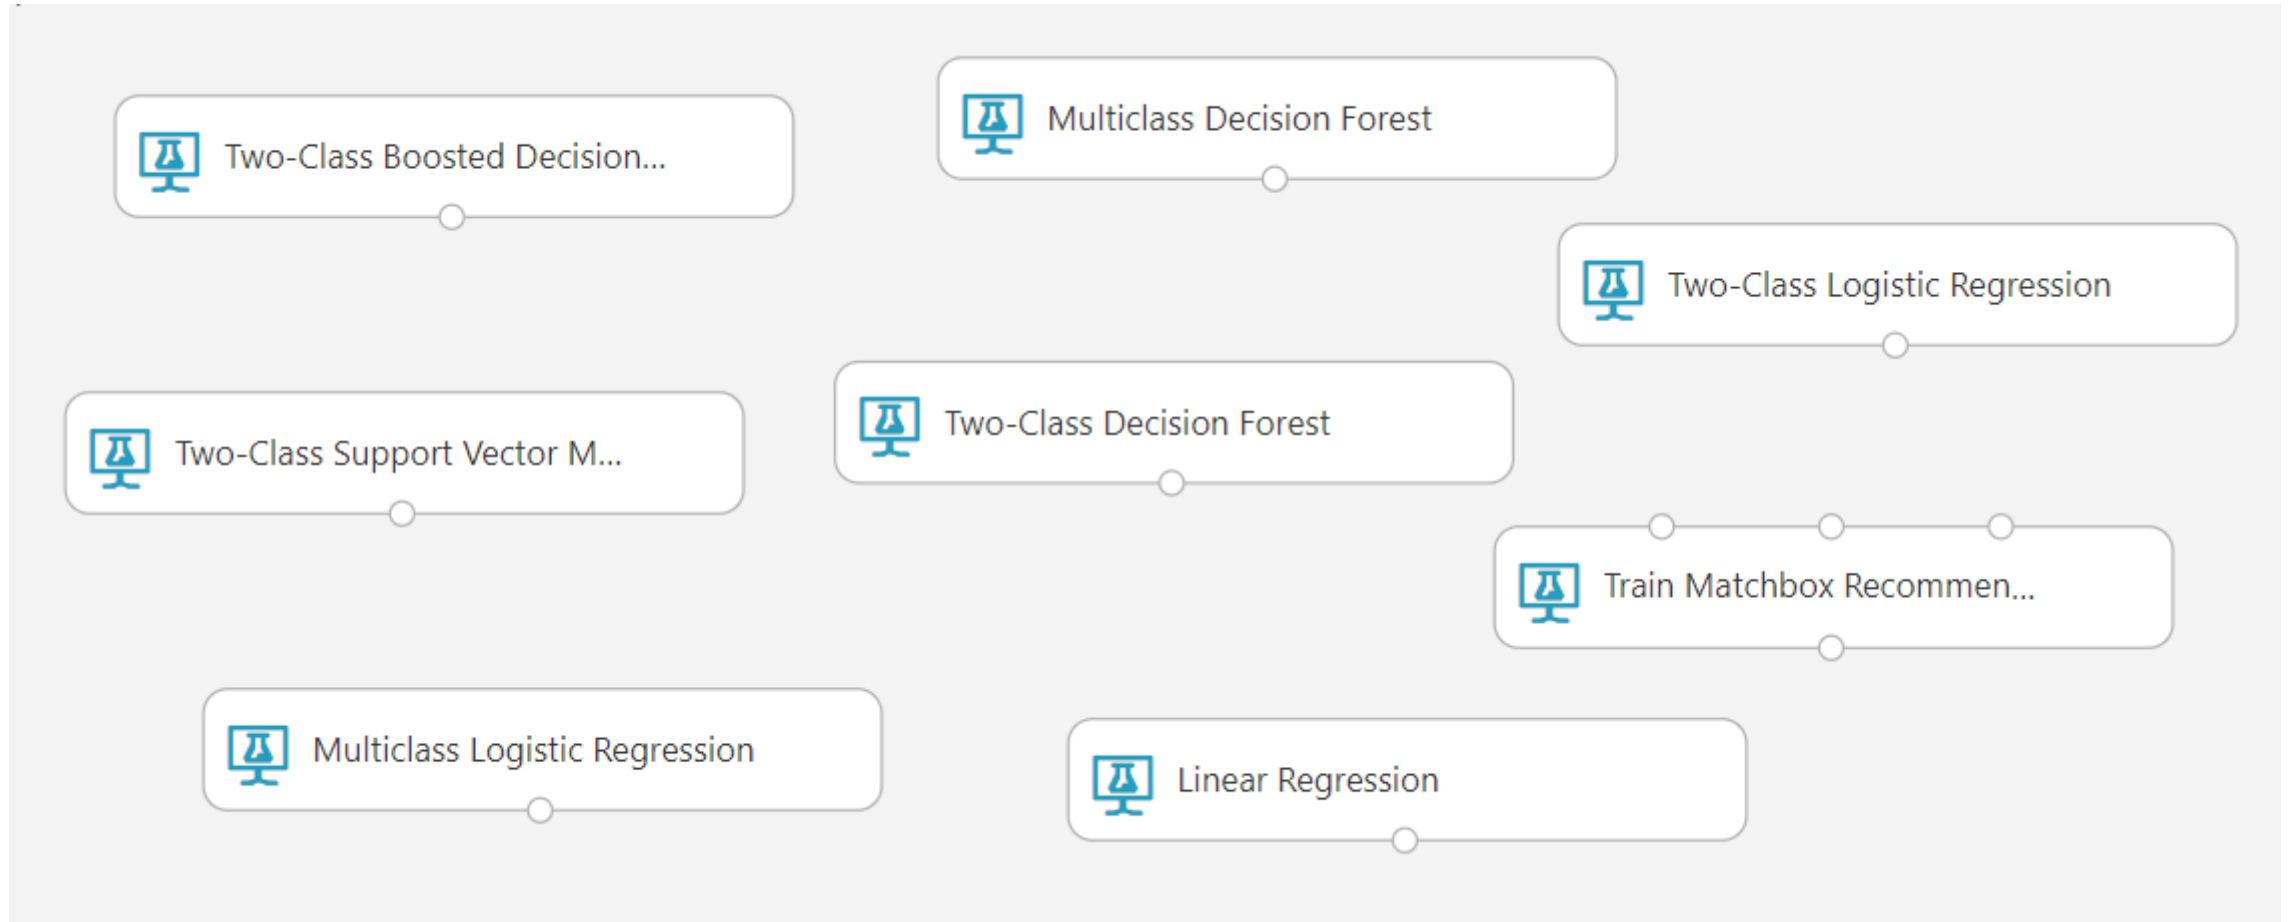 Multiclass Decision Forest
Two-Class Boosted Decision...
Two-Class Logistic Regression
Two-Class Decision Forest
Two-Class Support Vector M...
Train Matchbox Recommen...
Multiclass Logistic Regression
Linear Regression